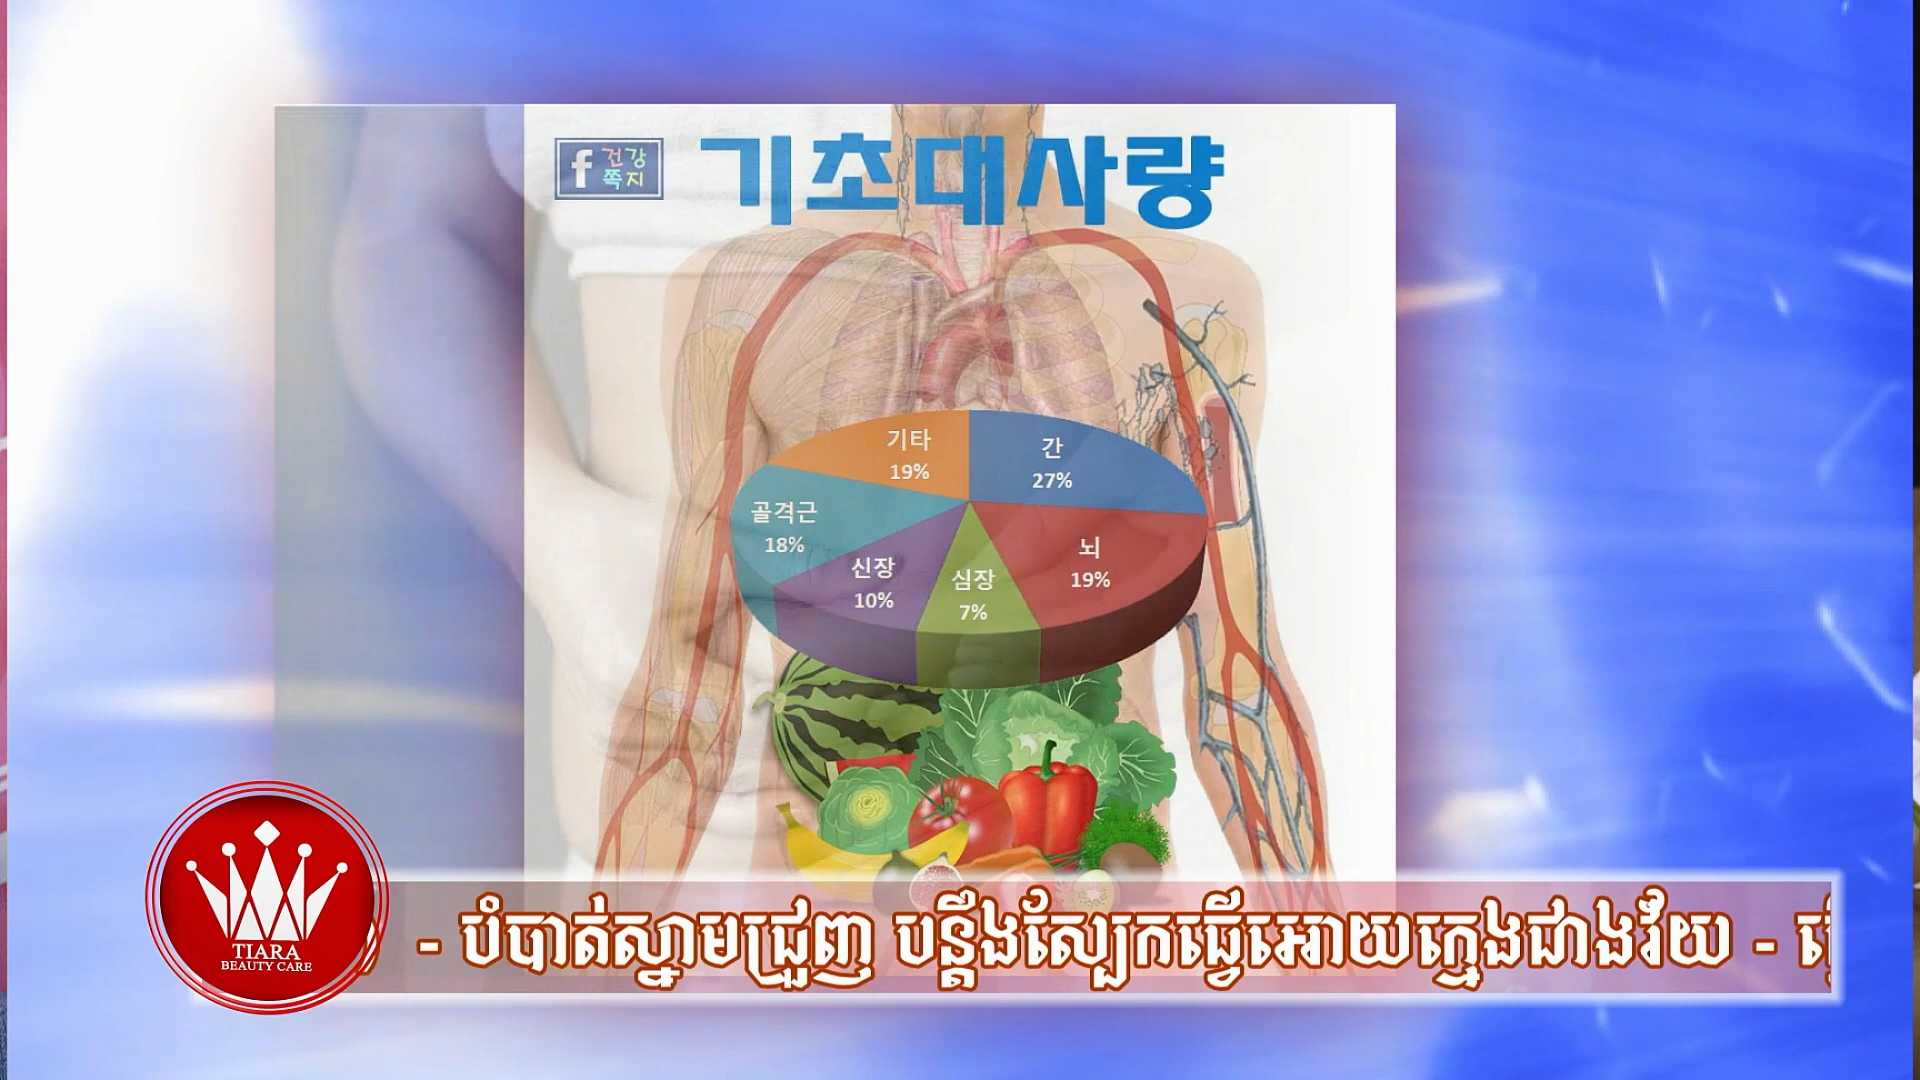 f 건강
쪽지
기초대사량
기타
19%
간
27%
골격근
18%
뇌
19%
신장
10%
심장
7%
- បំបាត់ស្នាមជ្រួញ បន្តឹងស្បែកធ្វើអោយក្មេងជាងវ័យ -
TIARA
BEAUTY CARE